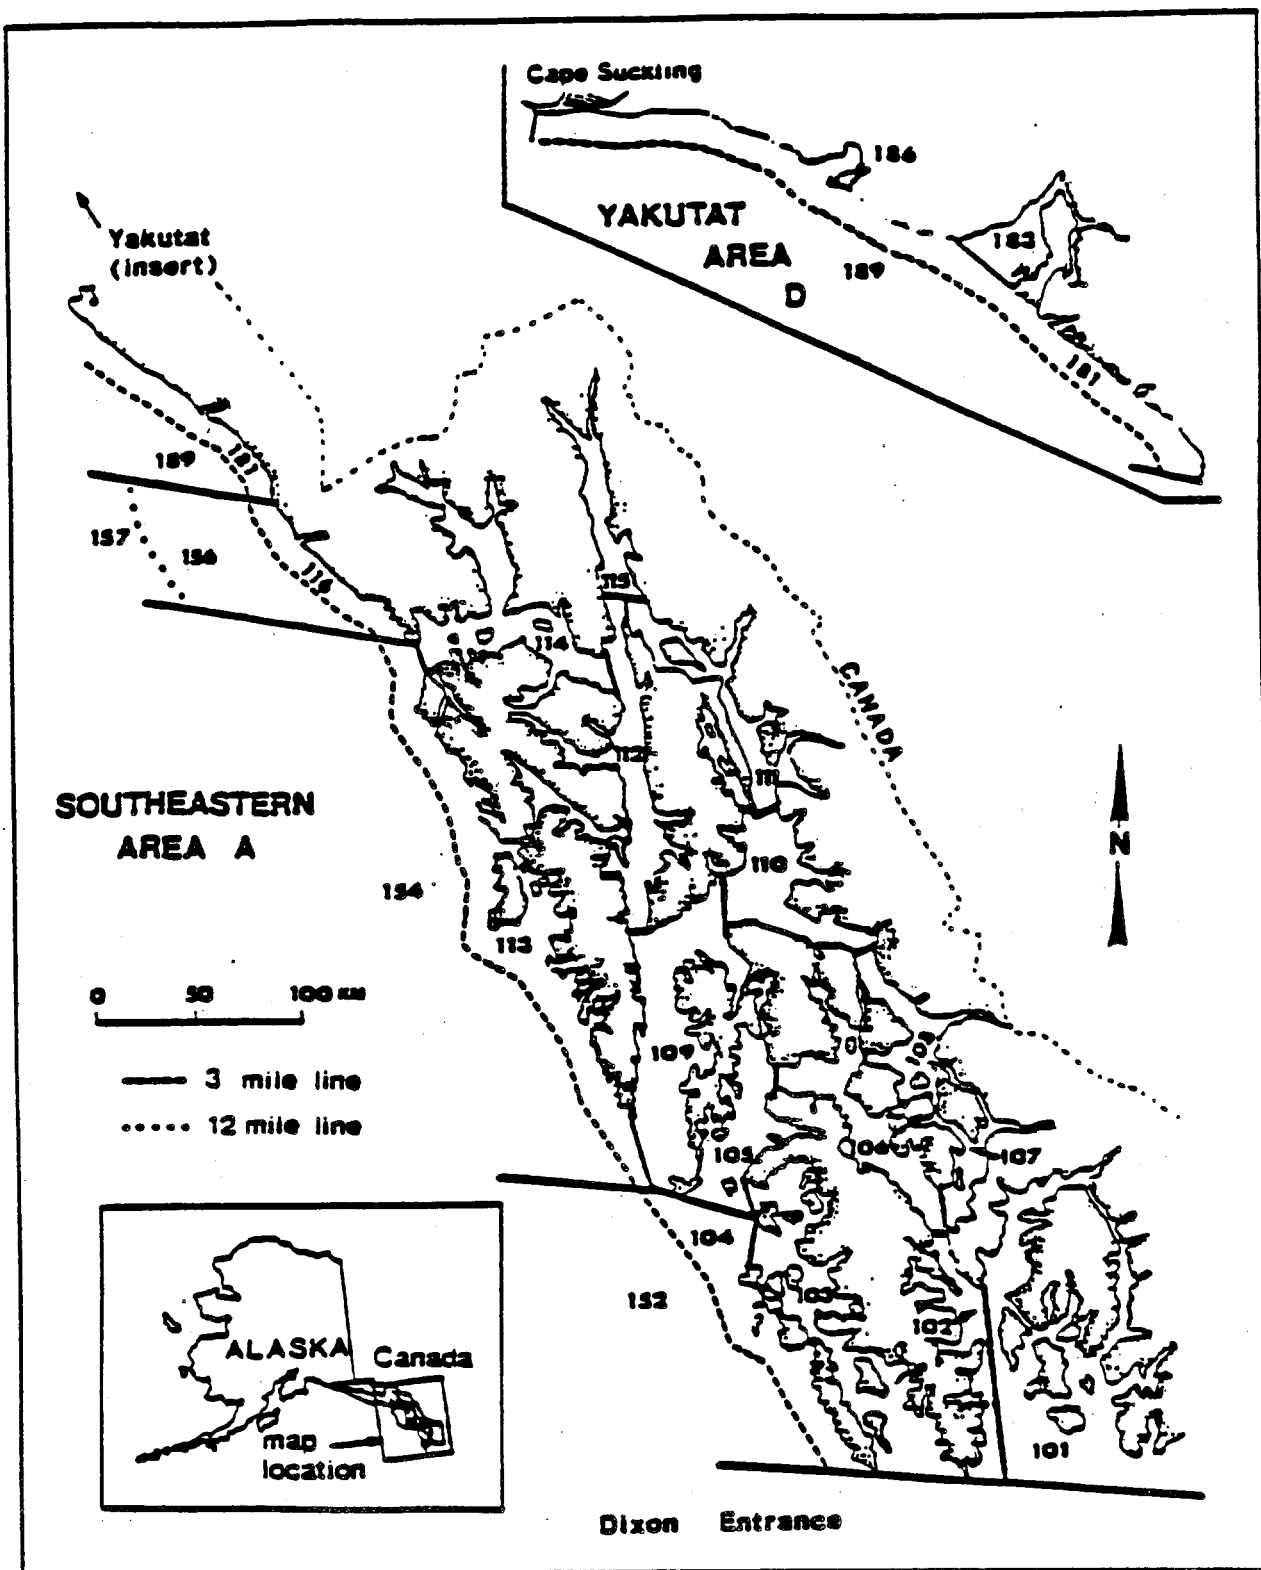 Cape Suckling
186
YAKUTAT
AREA
D
183
189
181
Yakutat
(insert)
189
181
157
156
116
115
114
CANADA
112
111
SOUTHEASTERN
AREA A
N
110
154
113
0 50 100 KM
109
108
3 mile line
12 mile line
105
106
107
104
152
103
102
ALASKA
Canada
map
location
101
Dixon Entrance